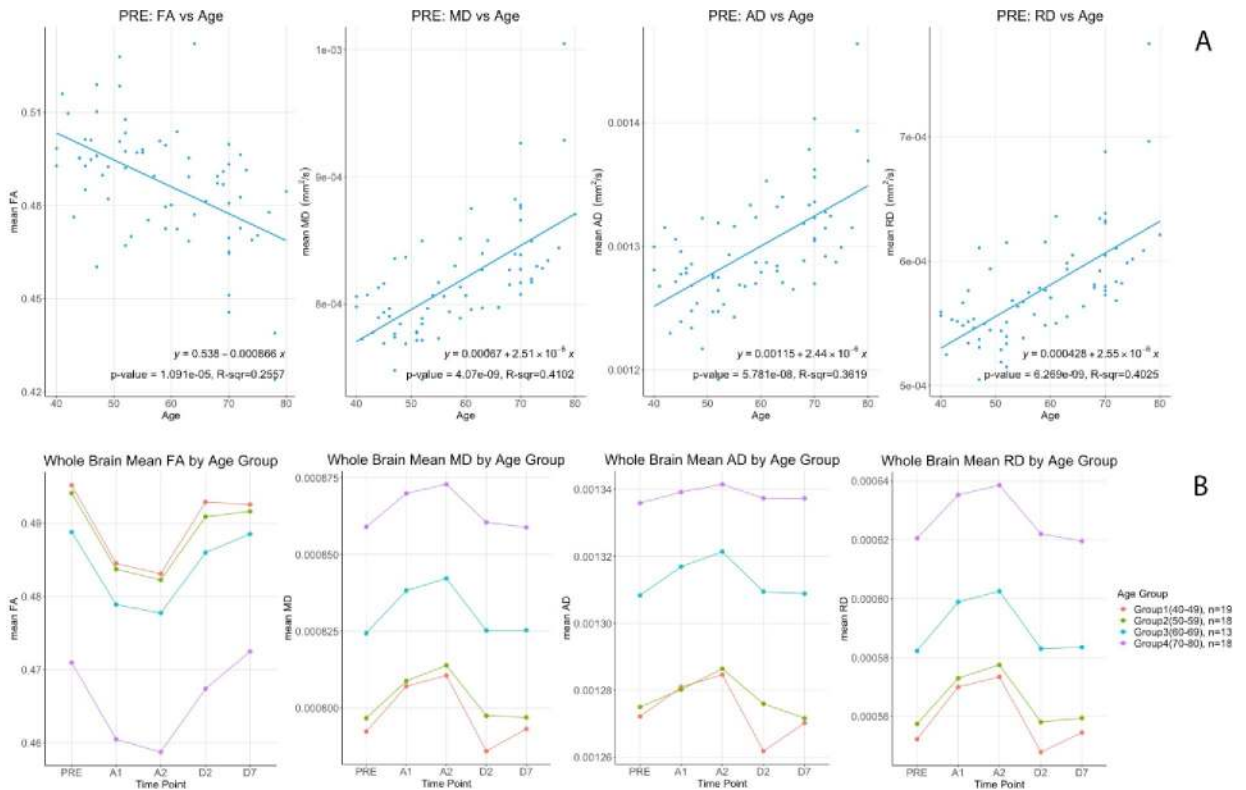 PRE: FA vs Age
PRE: MD vs Age
PRE: AD vs Age
PRE: RD vs Age
A
mean FA
0.51
0.48
0.45
0.42
40 50 60 70 80
Age
y = 0.538 − 0.000866 x
p-value = 1.091e-05, R-sqr=0.2557
mean MD (mm²/s)
1e-03
9e-04
8e-04
40 50 60 70 80
Age
y = 0.00067 + 2.51 × 10⁻⁶ x
p-value = 4.07e-09, R-sqr=0.4102
mean AD (mm²/s)
0.0014
0.0013
0.0012
40 50 60 70 80
Age
y = 0.00115 + 2.44 × 10⁻⁶ x
p-value = 5.781e-08, R-sqr=0.3619
mean RD (mm²/s)
7e-04
6e-04
5e-04
40 50 60 70 80
Age
y = 0.000428 + 2.55 × 10⁻⁶ x
p-value = 6.269e-09, R-sqr=0.4025
Whole Brain Mean FA by Age Group
Whole Brain Mean MD by Age Group
Whole Brain Mean AD by Age Group
Whole Brain Mean RD by Age Group
B
mean FA
0.49
0.48
0.47
0.46
PRE A1 A2 D2 D7
Time Point
mean MD
0.000875
0.000850
0.000825
0.000800
PRE A1 A2 D2 D7
Time Point
mean AD
0.00134
0.00132
0.00130
0.00128
0.00126
PRE A1 A2 D2 D7
Time Point
mean RD
0.00064
0.00062
0.00060
0.00058
0.00056
PRE A1 A2 D2 D7
Time Point
Age Group
Group1(40-49), n=19
Group2(50-59), n=18
Group3(60-69), n=13
Group4(70-80), n=18